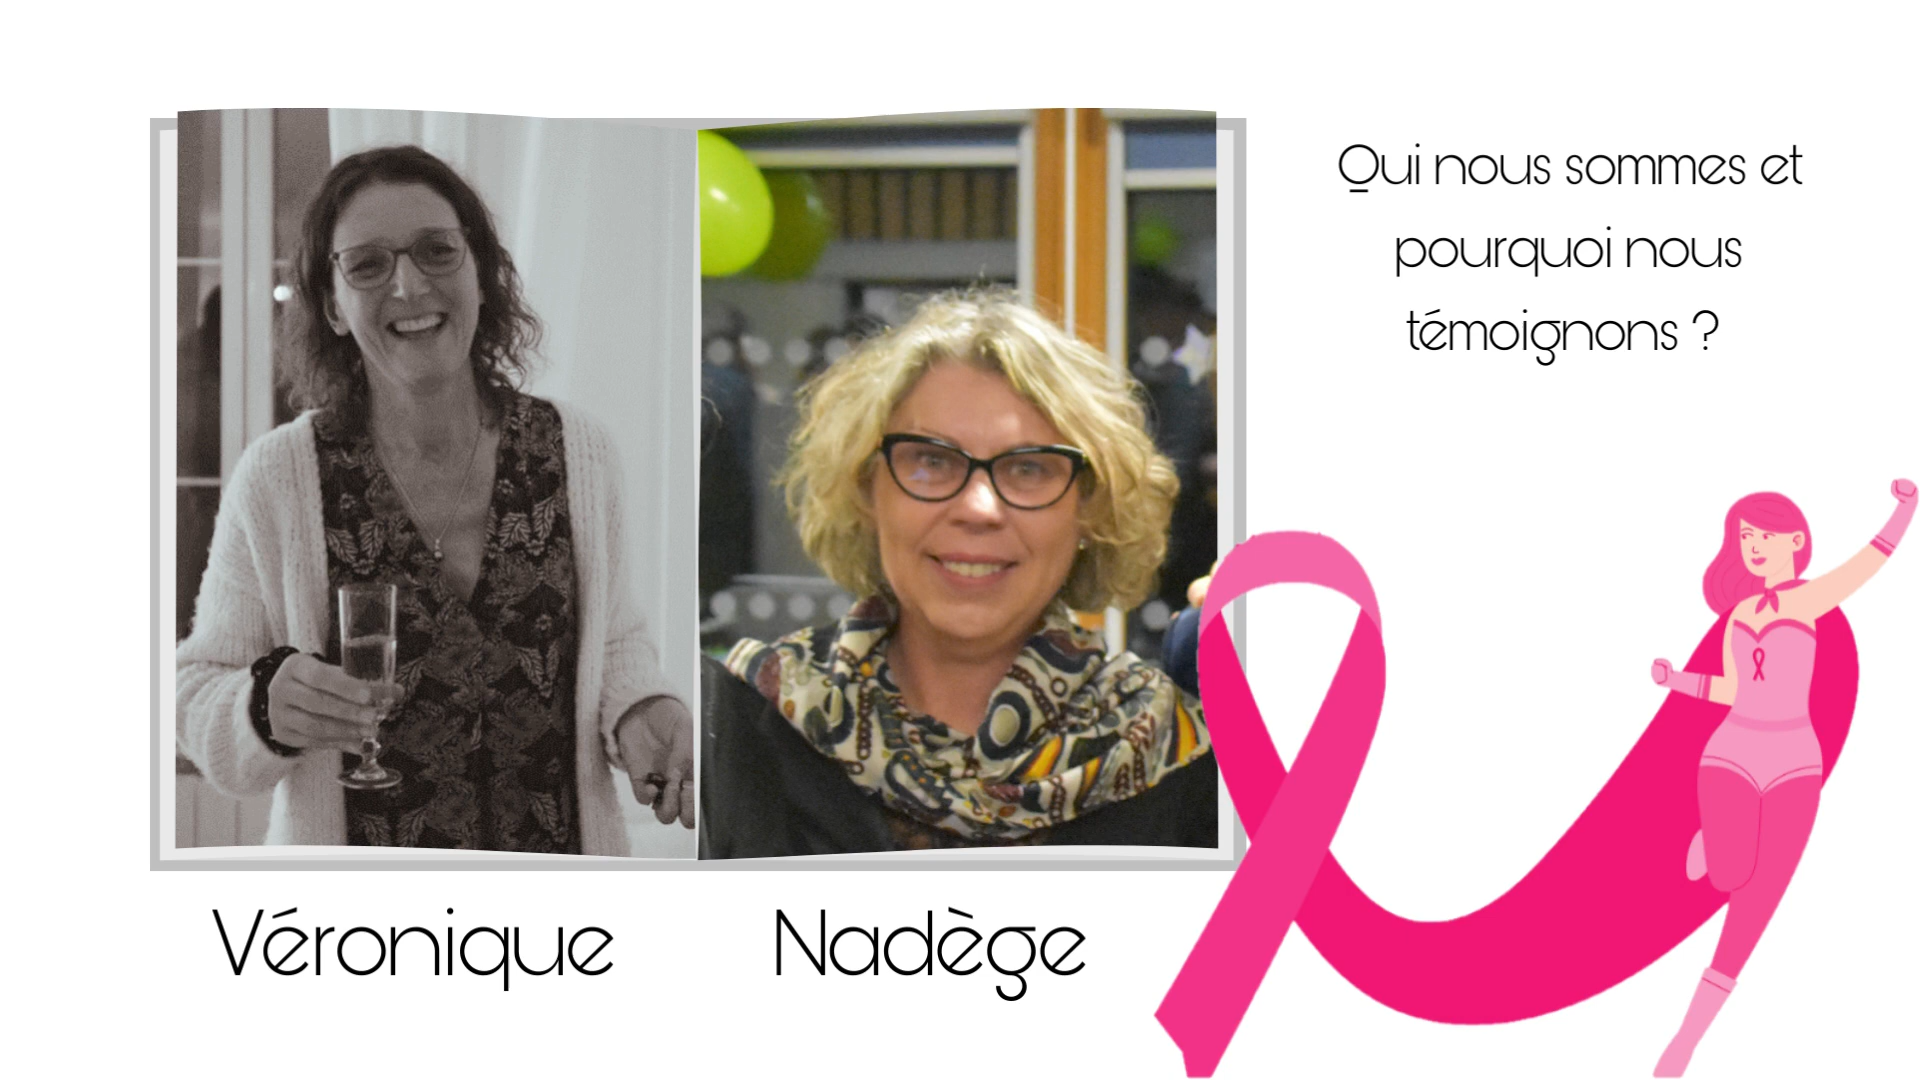 Qui nous sommes et
pourquoi nous
témoignons ?
Véronique
Nadège